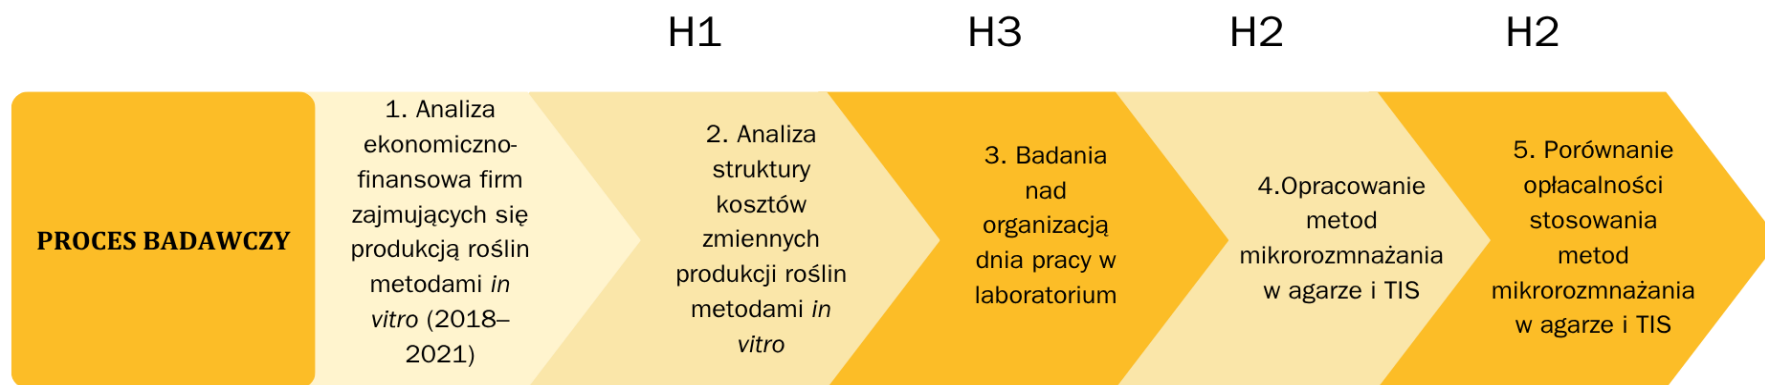 H1
H3
H2
H2
PROCES BADAWCZY
1. Analiza
ekonomiczno-
finansowa firm
zajmujących się
produkcją roślin
metodami in
vitro (2018–
2021)
2. Analiza
struktury
kosztów
zmiennych
produkcji roślin
metodami in
vitro
3. Badania
nad
organizacją
dnia pracy w
laboratorium
4.Opracowanie
metod
mikrorozmnażania
w agarze i TIS
5. Porównanie
opłacalności
stosowania
metod
mikrorozmnażania
w agarze i TIS